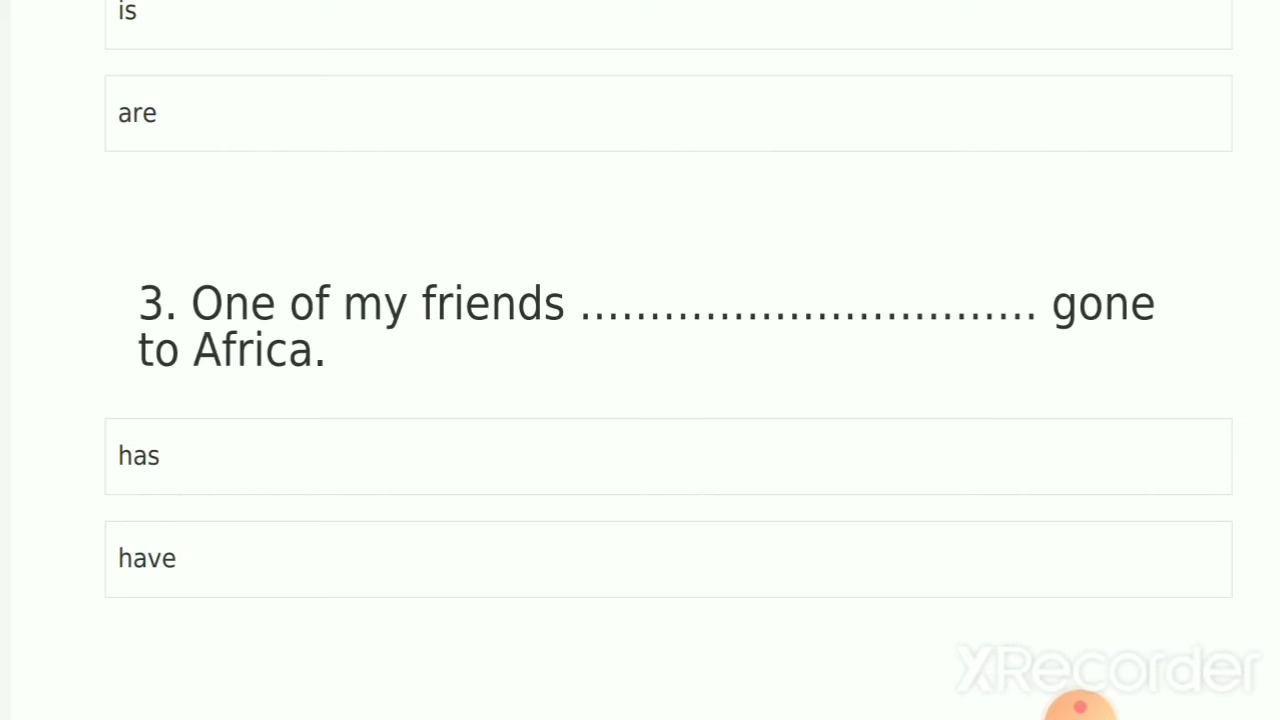 is
are
3. One of my friends ................................. gone
to Africa.
has
have
XRecorder